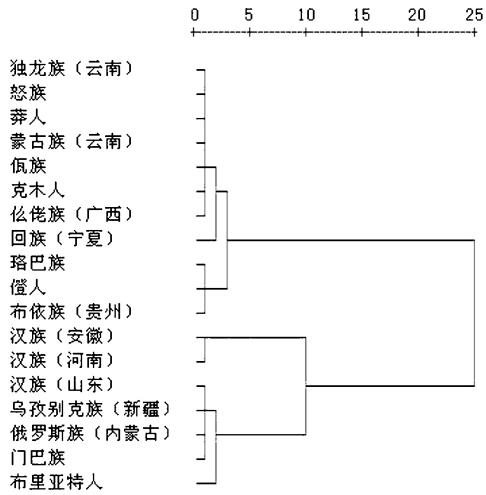 0 5 10 15 20 25
独龙族（云南）
怒族
莽人
蒙古族（云南）
佤族
克木人
仫佬族（广西）
回族（宁夏）
珞巴族
僜人
布依族（贵州）
汉族（安徽）
汉族（河南）
汉族（山东）
乌孜别克族（新疆）
俄罗斯族（内蒙古）
门巴族
布里亚特人